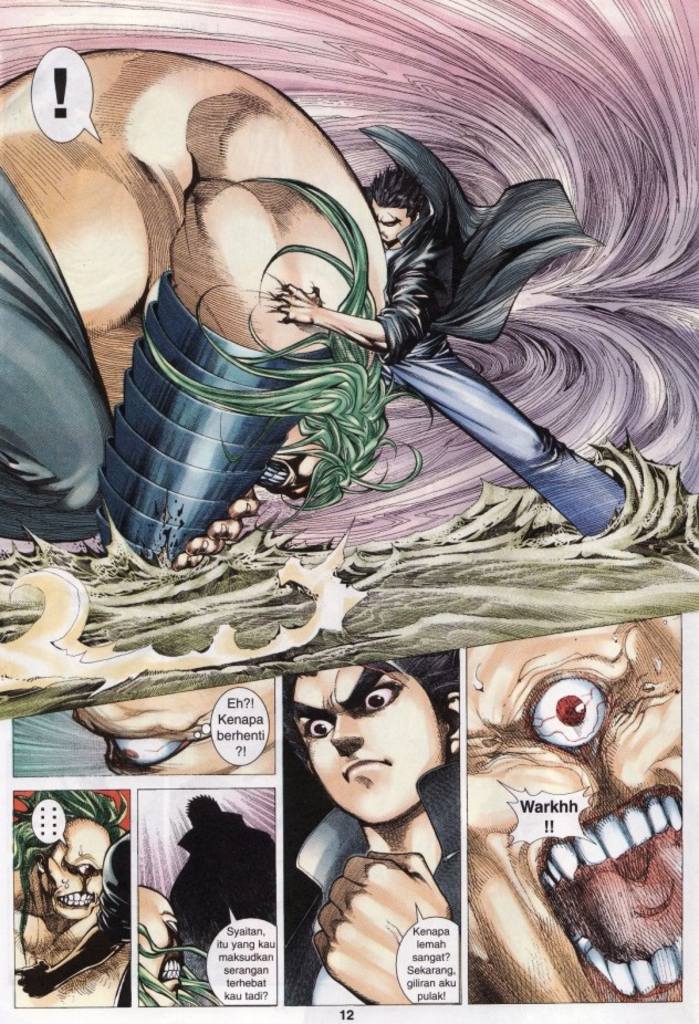 !
Eh?!
Kenapa
berhenti
?!
Syaitan,
itu yang kau
maksudkan
serangan
terhebat
kau tadi?
Kenapa
lemah
sangat?
Sekarang,
giliran aku
pulak!
Warkhh
!!
12